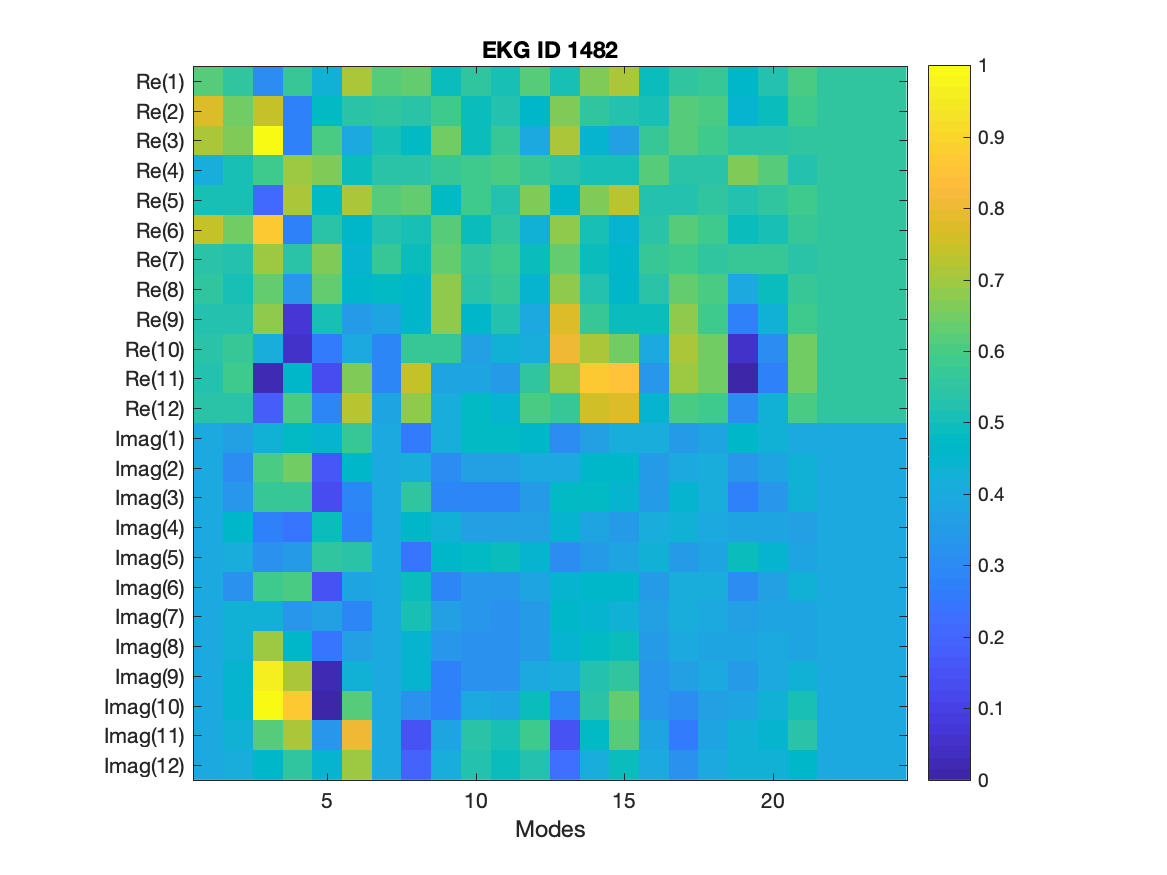 EKG ID 1482
Re(1)
Re(2)
Re(3)
Re(4)
Re(5)
Re(6)
Re(7)
Re(8)
Re(9)
Re(10)
Re(11)
Re(12)
Imag(1)
Imag(2)
Imag(3)
Imag(4)
Imag(5)
Imag(6)
Imag(7)
Imag(8)
Imag(9)
Imag(10)
Imag(11)
Imag(12)
5 10 15 20
Modes
1
0.9
0.8
0.7
0.6
0.5
0.4
0.3
0.2
0.1
0